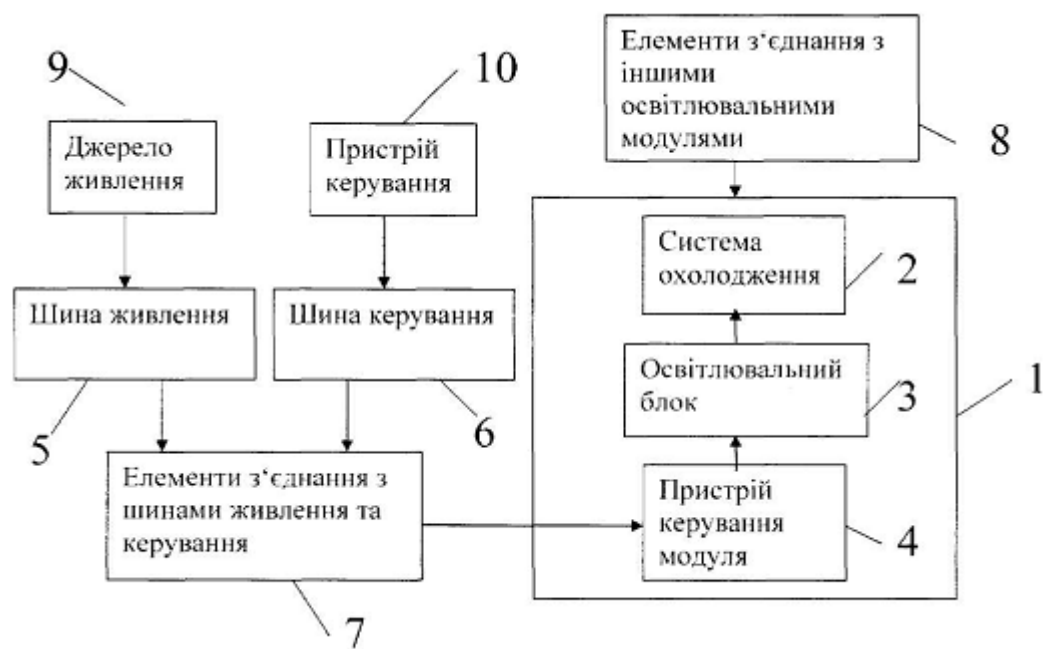 9
Джерело
живлення
10
Пристрій
керування
Елементи з‘єднання з
іншими
освітлювальними
модулями
8
Шина живлення
5
Шина керування
6
Елементи з‘єднання з
шинами живлення та
керування
7
Система
охолодження
2
Освітлювальний
блок
3
Пристрій
керування
модуля
4
1